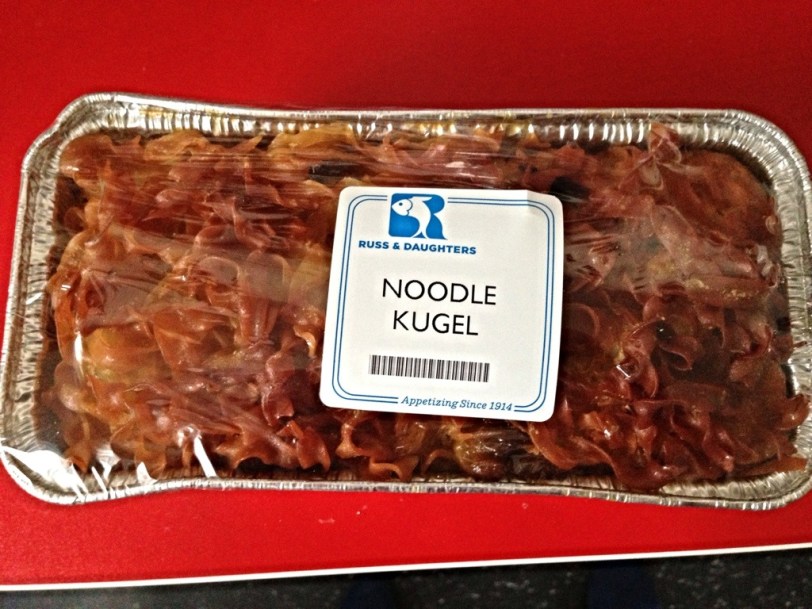 RUSS & DAUGHTERS
NOODLE
KUGEL
Appetizing Since 1914